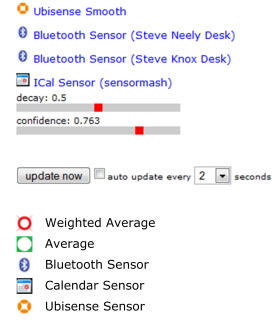 Ubisense Smooth
Bluetooth Sensor (Steve Neely Desk)
Bluetooth Sensor (Steve Knox Desk)
ICal Sensor (sensormash)
decay: 0.5
confidence: 0.763
update now auto update every 2 seconds
Weighted Average
Average
Bluetooth Sensor
Calendar Sensor
Ubisense Sensor